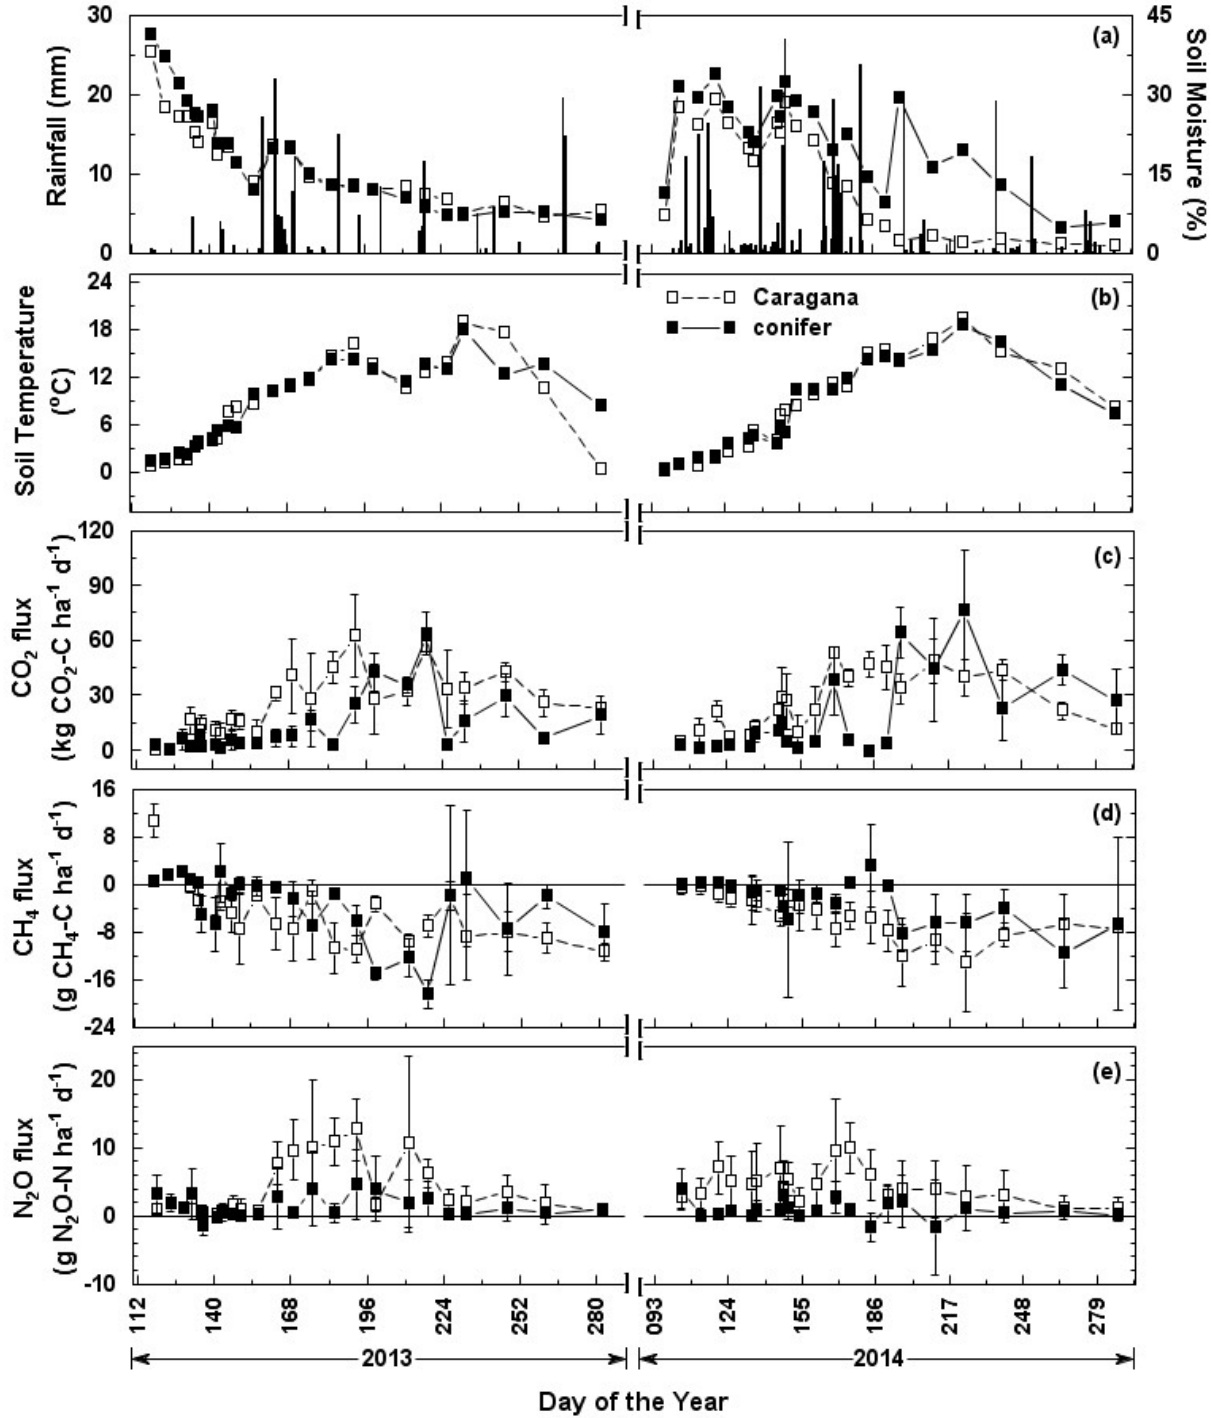 30 45
(a)
20 30
10 15
0 0
Rainfall (mm)
Soil Moisture (%)
24
Caragana (b)
18 conifer
12
6
0
Soil Temperature
(°C)
120
(c)
90
60
30
0
CO₂ flux
(kg CO₂-C ha⁻¹ d⁻¹)
16
(d)
8
0
-8
-16
-24
CH₄ flux
(g CH₄-C ha⁻¹ d⁻¹)
20
(e)
10
0
-10
N₂O flux
(g N₂O-N ha⁻¹ d⁻¹)
112 140 168 196 224 252 280 093 124 155 186 217 248 279
2013 2014
Day of the Year